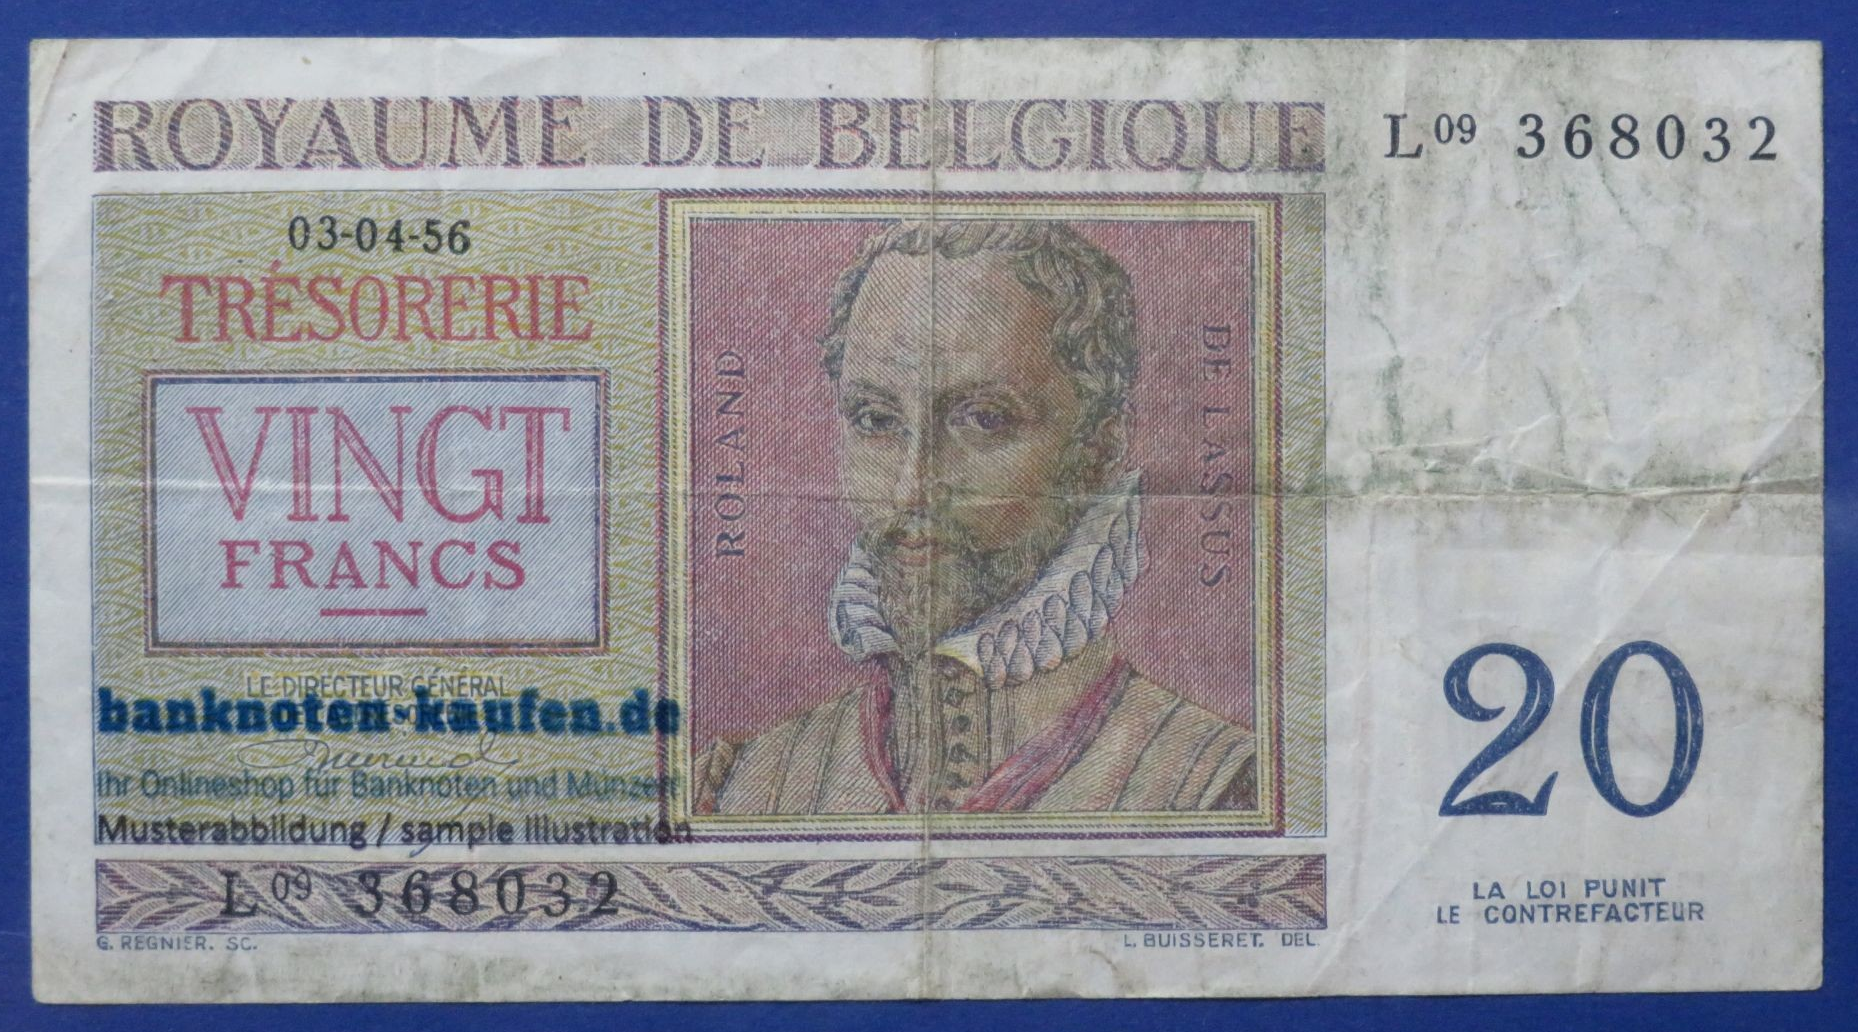 ROYAUME DE BELGIQUE
L09 368032
03-04-56
TRÉSORERIE
VINGT
FRANCS
ROLAND
DE LASSUS
LE DIRECTEUR GÉNÉRAL
banknoten-kaufen.de
Ihr Onlineshop für Banknoten und Münzen
Musterabbildung / sample illustration
L09 368032
20
LA LOI PUNIT
LE CONTREFACTEUR
G. REGNIER. SC.
L. BUISSERET. DEL.